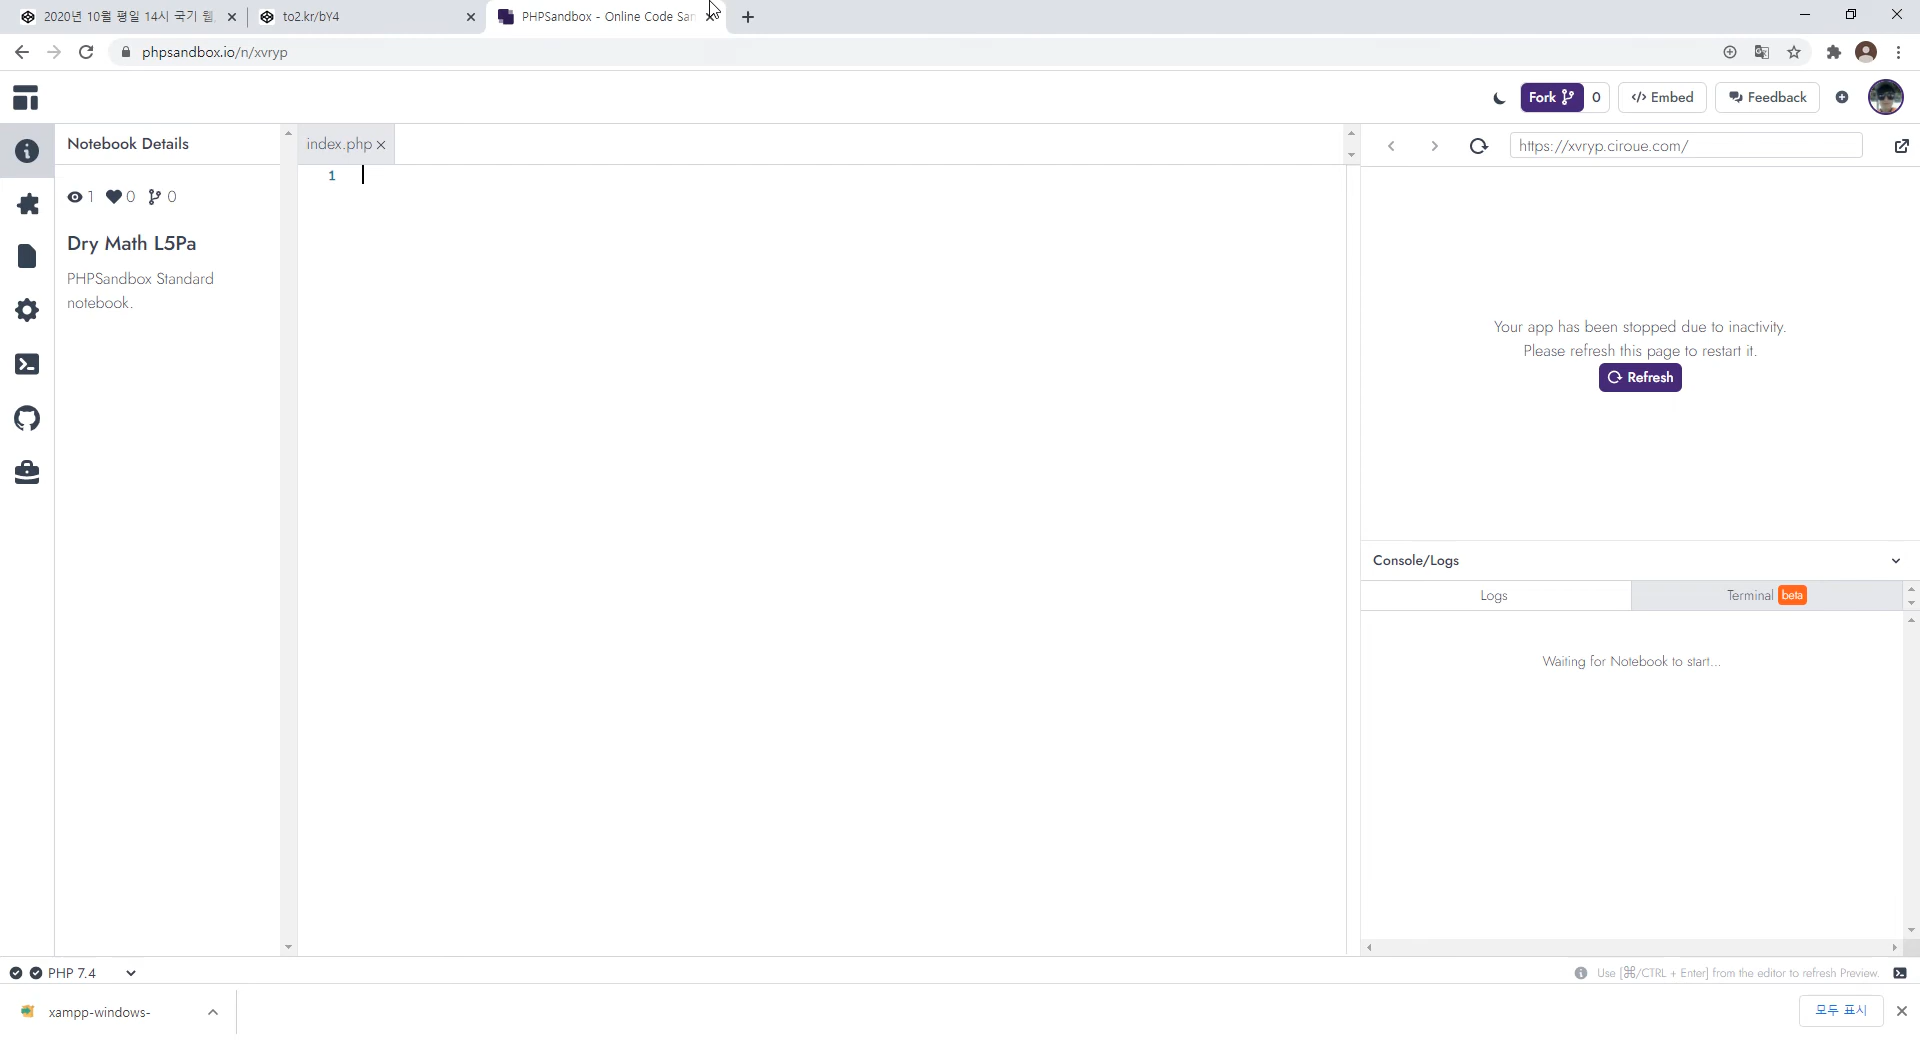 2020년 10월 평일 14시 국기 웹
to2.kr/bY4
PHPSandbox - Online Code San
phpsandbox.io/n/xvryp
Fork 0
</> Embed
Feedback
Notebook Details
index.php
https://xvryp.ciroue.com/
1
1 0 0
Dry Math L5Pa
PHPSandbox Standard
notebook.
Your app has been stopped due to inactivity.
Please refresh this page to restart it.
Refresh
Console/Logs
Logs
Terminal beta
Waiting for Notebook to start...
PHP 7.4
Use [⌘/CTRL + Enter] from the editor to refresh Preview.
xampp-windows-
모두 표시